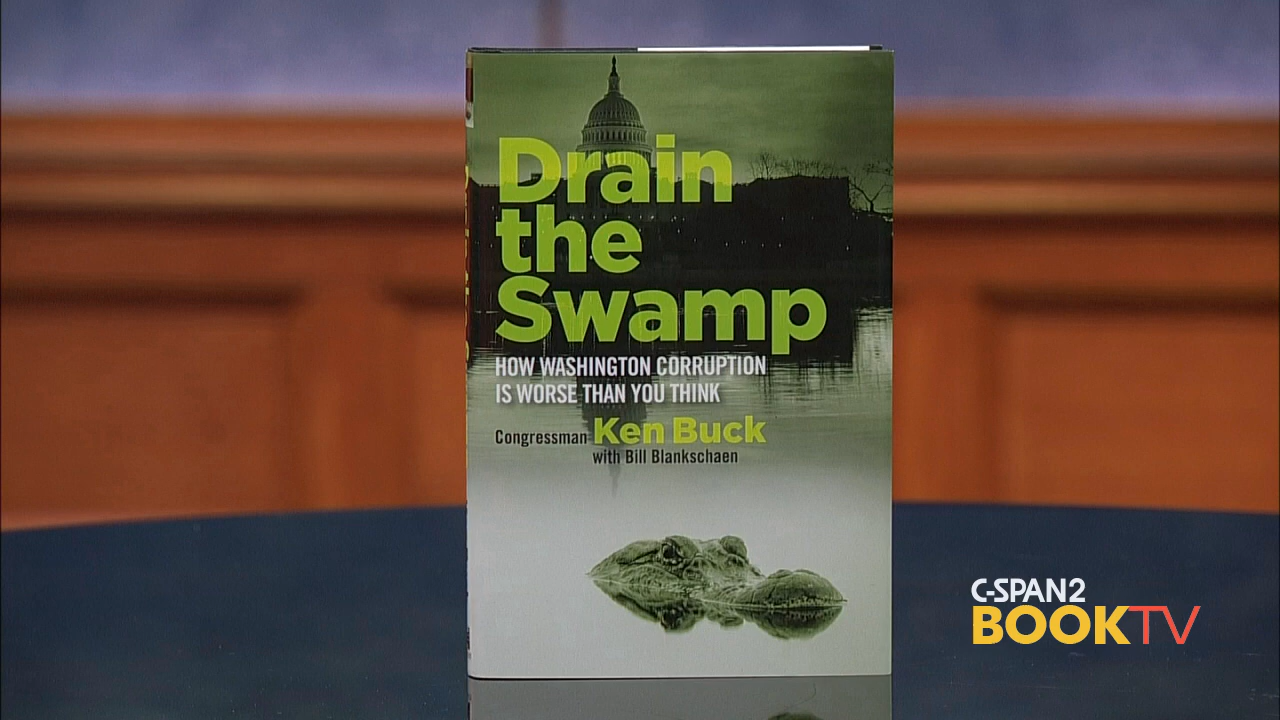 Drain
the
Swamp
HOW WASHINGTON CORRUPTION
IS WORSE THAN YOU THINK
Congressman Ken Buck
with Bill Blankschaen
C-SPAN2
BOOKTV